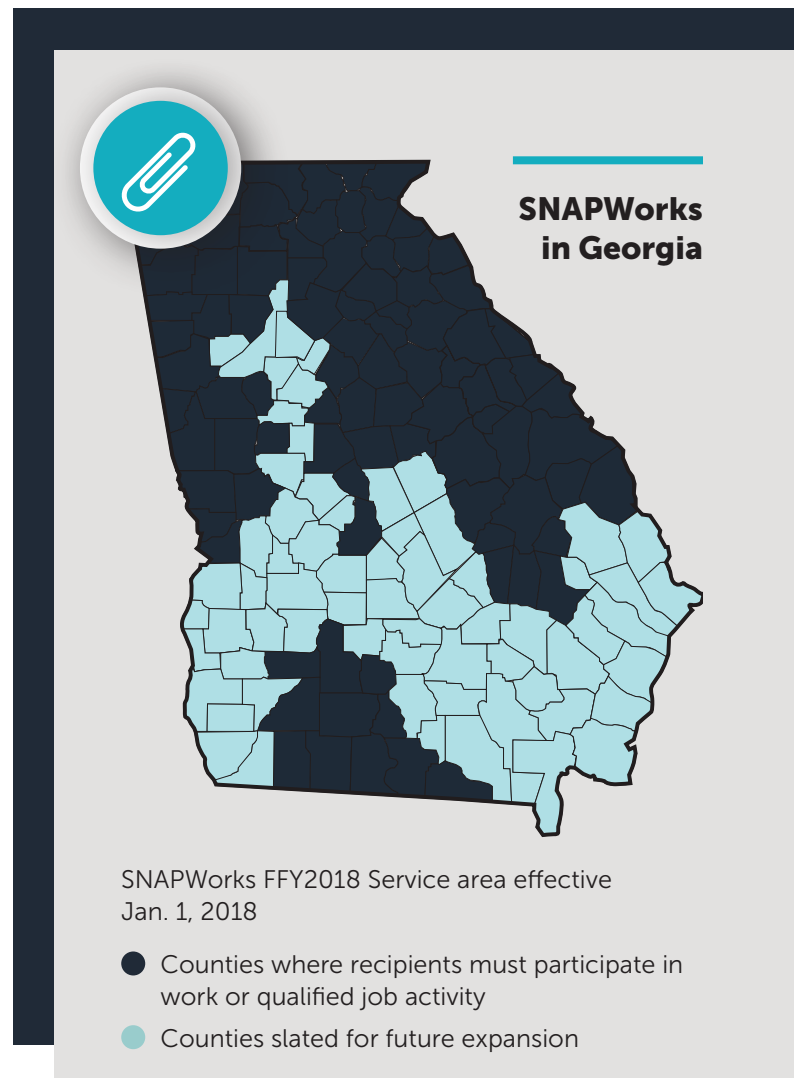 SNAPWorks
in Georgia
SNAPWorks FFY2018 Service area effective
Jan. 1, 2018
Counties where recipients must participate in
work or qualified job activity
Counties slated for future expansion